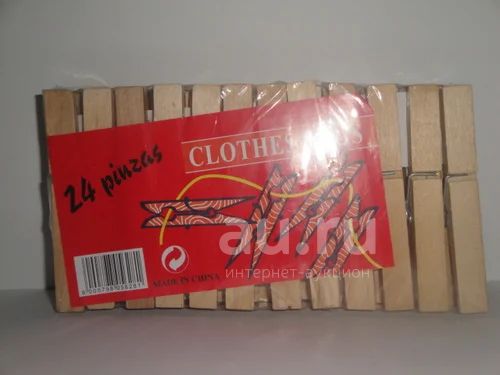 24 pinzas
CLOTHES
MADE IN CHINA
au.ru
интернет-аукцион